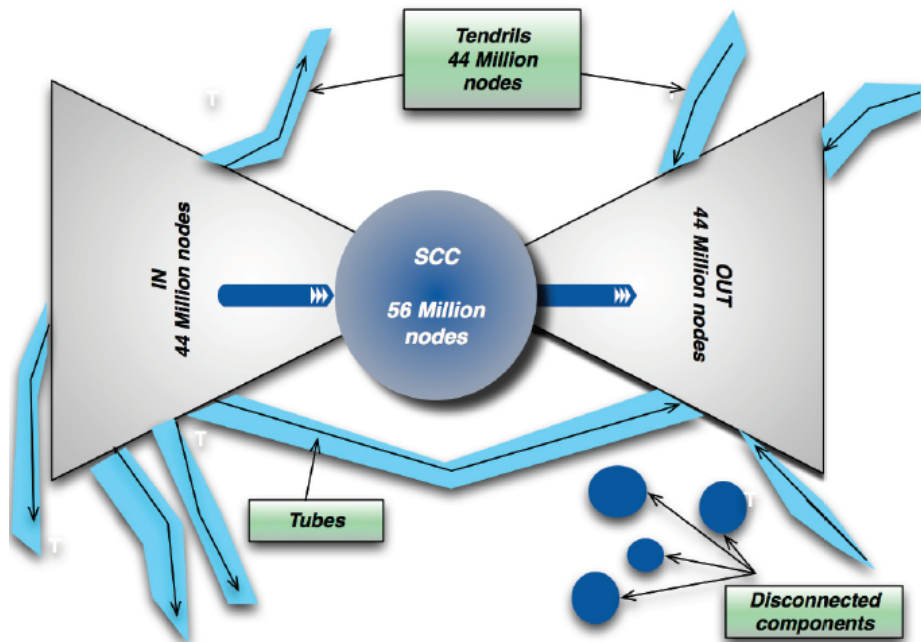 Tendrils
44 Million
nodes
T
T
IN
44 Million nodes
SCC
56 Million
nodes
OUT
44 Million nodes
T
T
T
Tubes
Disconnected
components